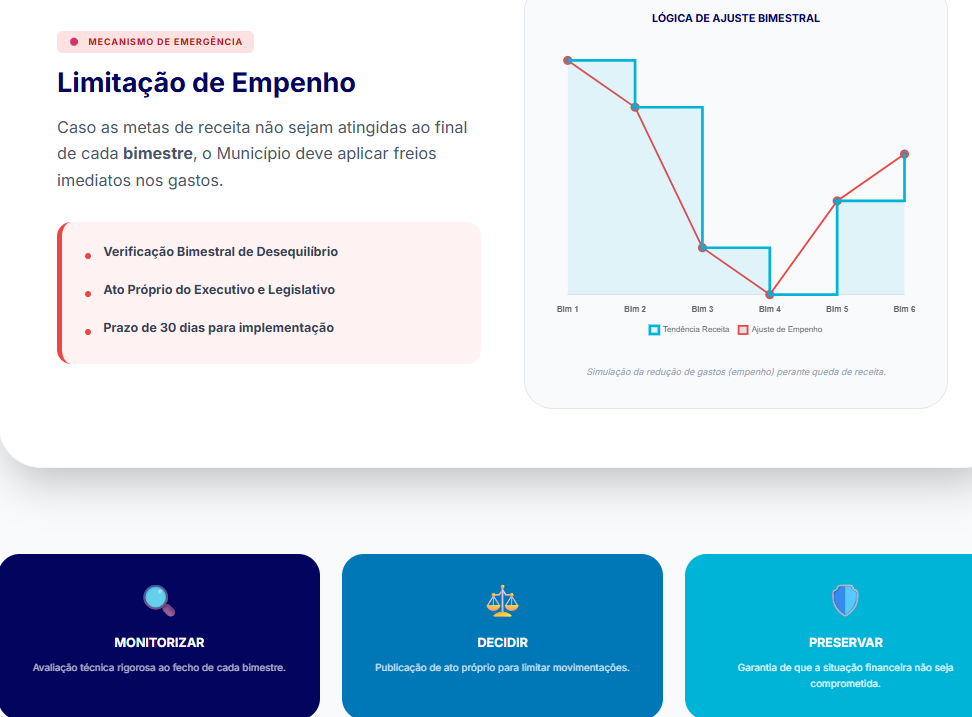 MECANISMO DE EMERGÊNCIA
Limitação de Empenho
Caso as metas de receita não sejam atingidas ao final
de cada bimestre, o Município deve aplicar freios
imediatos nos gastos.
Verificação Bimestral de Desequilíbrio
Ato Próprio do Executivo e Legislativo
Prazo de 30 dias para implementação
LÓGICA DE AJUSTE BIMESTRAL
Bim 1 Bim 2 Bim 3 Bim 4 Bim 5 Bim 6
Tendência Receita Ajuste de Empenho
Simulação da redução de gastos (empenho) perante queda de receita.
MONITORIZAR
Avaliação técnica rigorosa ao fecho de cada bimestre.
DECIDIR
Publicação de ato próprio para limitar movimentações.
PRESERVAR
Garantia de que a situação financeira não seja
comprometida.